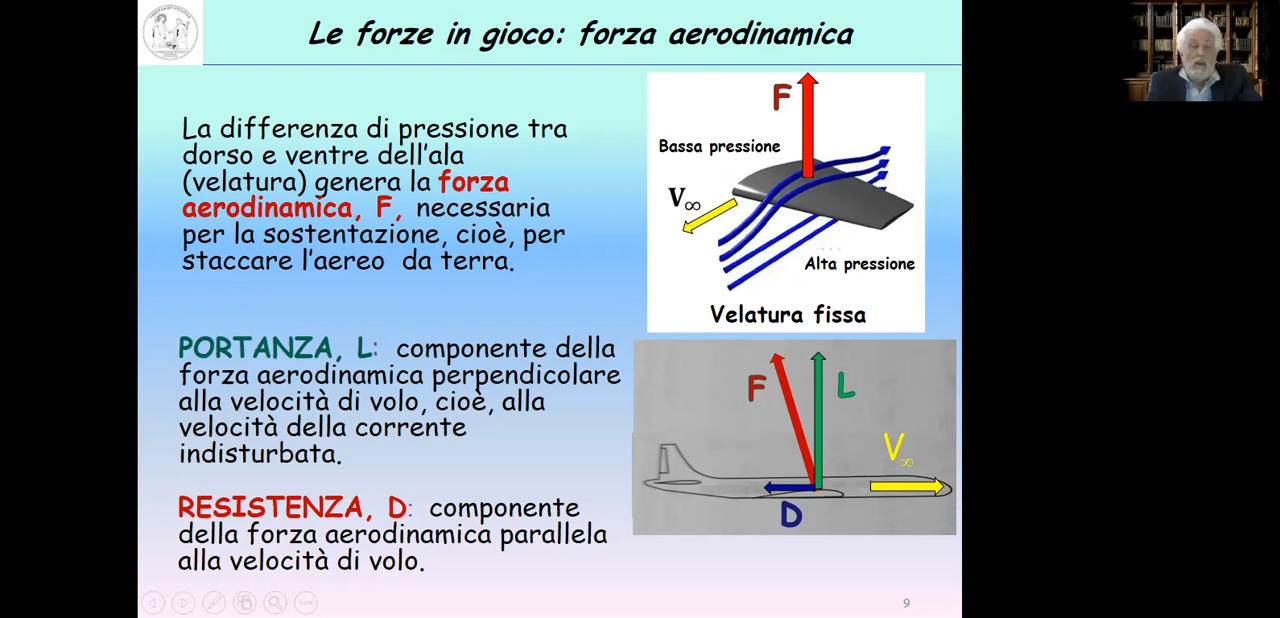 Le forze in gioco: forza aerodinamica
La differenza di pressione tra
dorso e ventre dell'ala
(velatura) genera la forza
aerodinamica, F, necessaria
per la sostentazione, cioè, per
staccare l'aereo da terra.
F
Bassa pressione
V∞
Alta pressione
Velatura fissa
PORTANZA, L: componente della
forza aerodinamica perpendicolare
alla velocità di volo, cioè, alla
velocità della corrente
indisturbata.
RESISTENZA, D: componente
della forza aerodinamica parallela
alla velocità di volo.
F
L
V∞
D
9